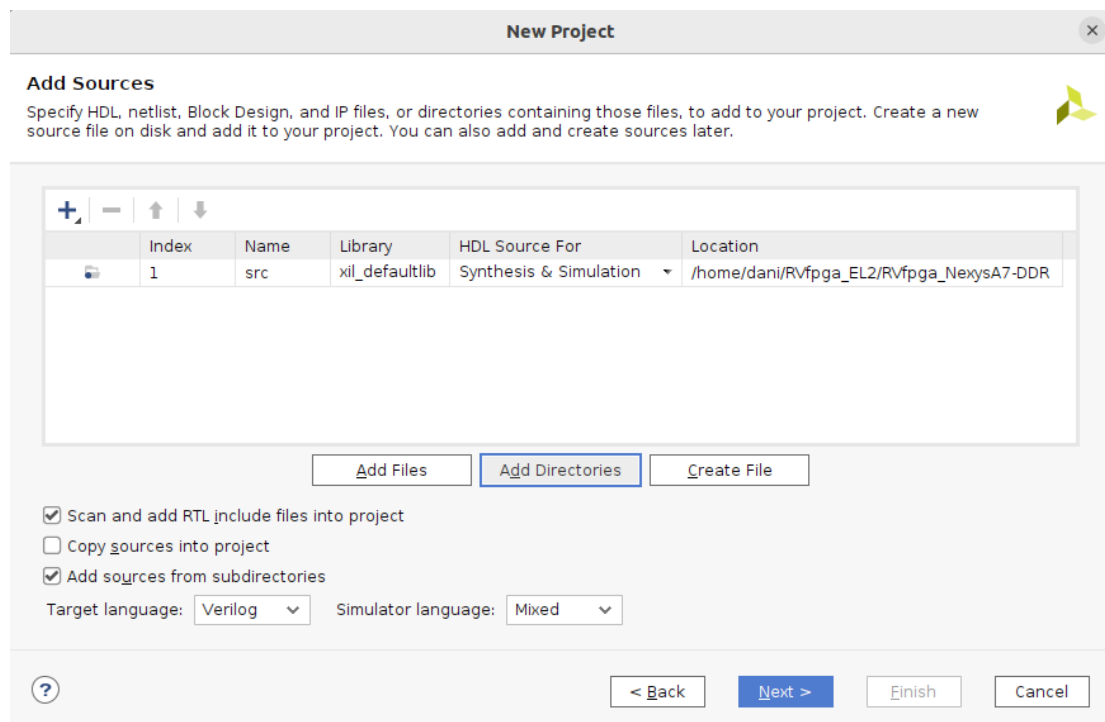 New Project
Add Sources
Specify HDL, netlist, Block Design, and IP files, or directories containing those files, to add to your project. Create a new
source file on disk and add it to your project. You can also add and create sources later.
Index Name Library HDL Source For Location
1 src xil_defaultlib Synthesis & Simulation /home/dani/RVfpga_EL2/RVfpga_NexysA7-DDR
Add Files Add Directories Create File
Scan and add RTL include files into project
Copy sources into project
Add sources from subdirectories
Target language: Verilog Simulator language: Mixed
? < Back Next > Finish Cancel